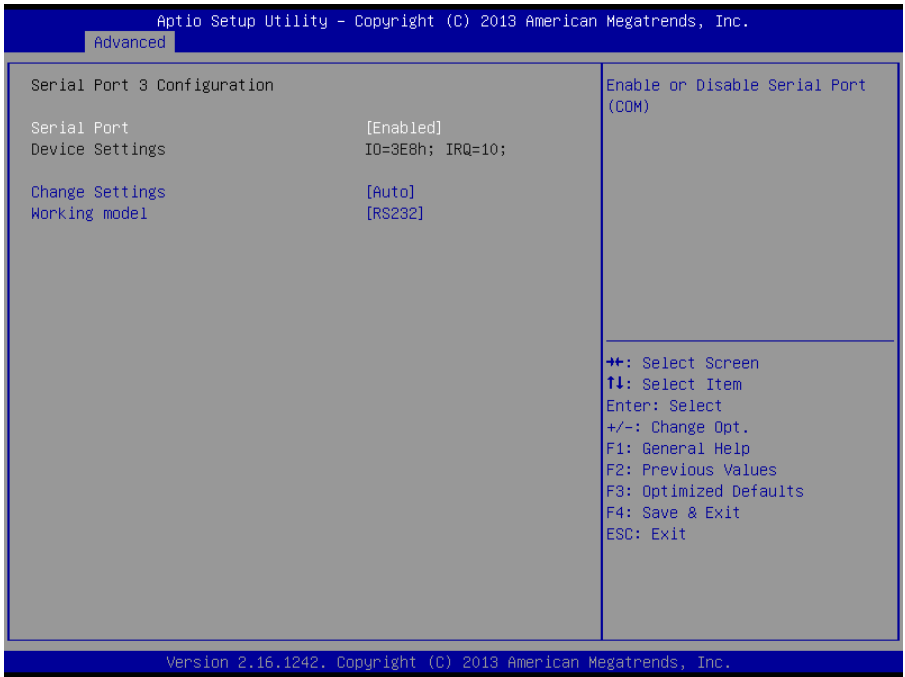 Aptio Setup Utility – Copyright (C) 2013 American Megatrends, Inc.
Advanced
Serial Port 3 Configuration
Serial Port [Enabled]
Device Settings IO=3E8h; IRQ=10;
Change Settings [Auto]
Working model [RS232]
Enable or Disable Serial Port
(COM)
→←: Select Screen
↑↓: Select Item
Enter: Select
+/-: Change Opt.
F1: General Help
F2: Previous Values
F3: Optimized Defaults
F4: Save & Exit
ESC: Exit
Version 2.16.1242. Copyright (C) 2013 American Megatrends, Inc.